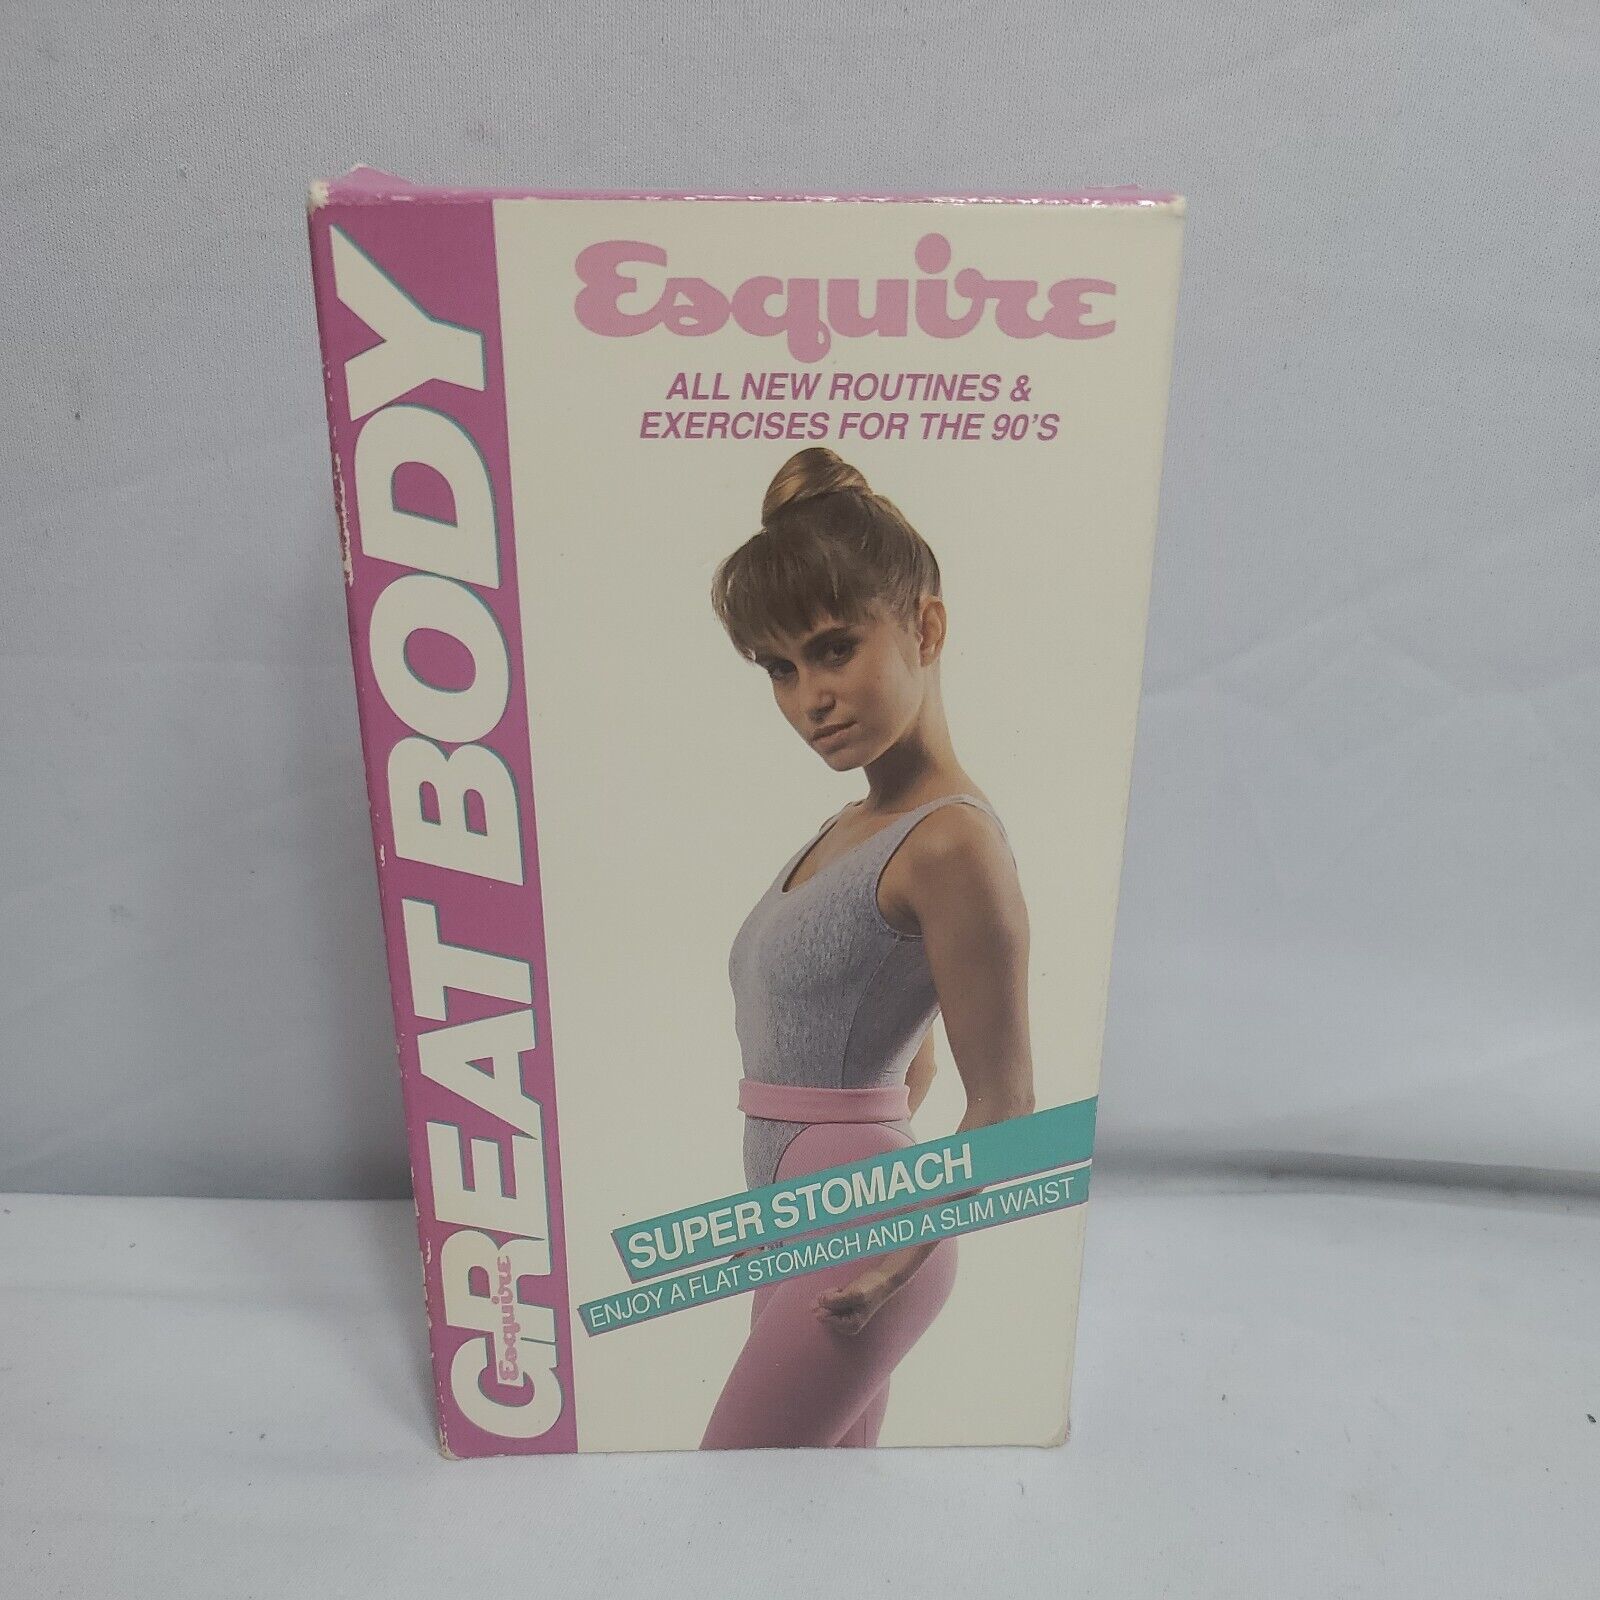 GREAT BODY
Esquire
Esquire
ALL NEW ROUTINES &
EXERCISES FOR THE 90'S
SUPER STOMACH
ENJOY A FLAT STOMACH AND A SLIM WAIST